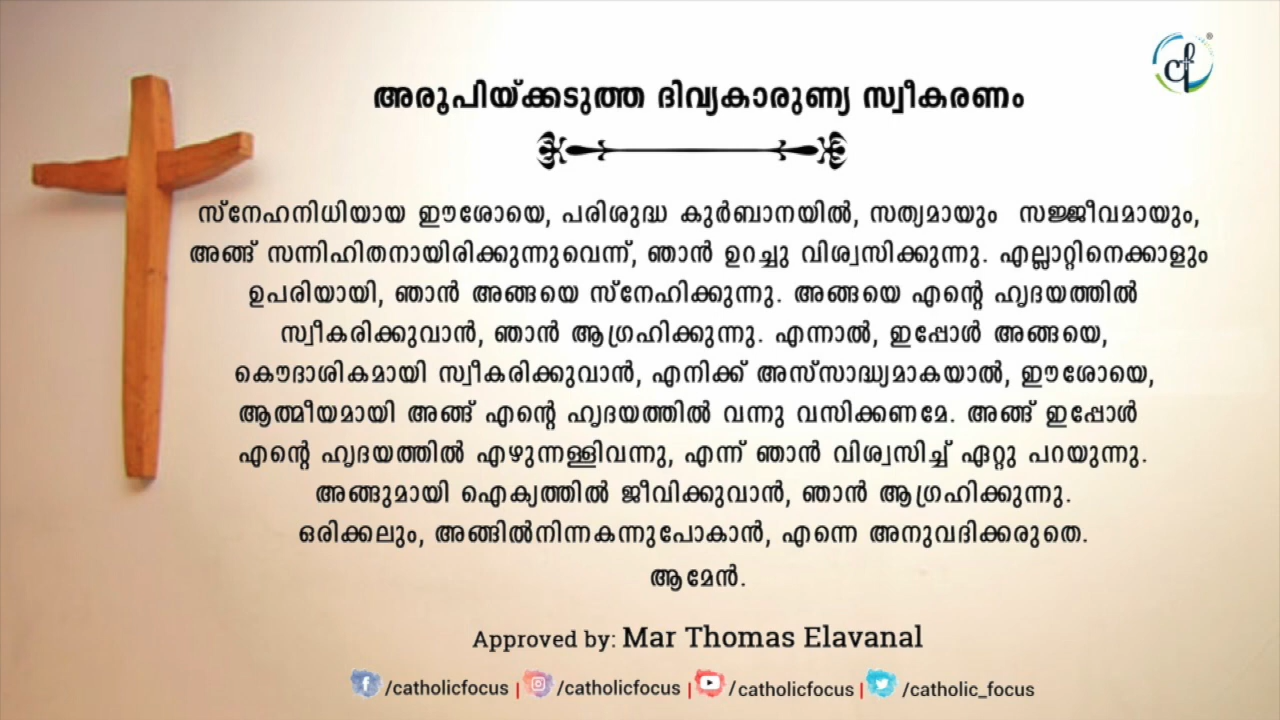 cf®
അരൂപിയ്ക്കടുത്ത ദിവ്യകാരുണ്യ സ്വീകരണം
സ്നേഹനിധിയായ ഈശോയെ, പരിശുദ്ധ കുർബാനയിൽ, സത്യമായും സജ്ജീവമായും,
അങ്ങ് സന്നിഹിതനായിരിക്കുന്നുവെന്ന്, ഞാൻ ഉറച്ചു വിശ്വസിക്കുന്നു. എല്ലാറ്റിനെക്കാളും
ഉപരിയായി, ഞാൻ അങ്ങയെ സ്നേഹിക്കുന്നു. അങ്ങയെ എന്റെ ഹൃദയത്തിൽ
സ്വീകരിക്കുവാൻ, ഞാൻ ആഗ്രഹിക്കുന്നു. എന്നാൽ, ഇപ്പോൾ അങ്ങയെ,
കൌദാശികമായി സ്വീകരിക്കുവാൻ, എനിക്ക് അസ്സാദ്ധ്യമാകയാൽ, ഈശോയെ,
ആത്മീയമായി അങ്ങ് എന്റെ ഹൃദയത്തിൽ വന്നു വസിക്കണമേ. അങ്ങ് ഇപ്പോൾ
എന്റെ ഹൃദയത്തിൽ എഴുന്നള്ളിവന്നു, എന്ന് ഞാൻ വിശ്വസിച്ച് ഏറ്റു പറയുന്നു.
അങ്ങുമായി ഐക്യത്തിൽ ജീവിക്കുവാൻ, ഞാൻ ആഗ്രഹിക്കുന്നു.
ഒരിക്കലും, അങ്ങിൽനിന്നകന്നുപോകാൻ, എന്നെ അനുവദിക്കരുതെ.
ആമേൻ.
Approved by: Mar Thomas Elavanal
/catholicfocus | /catholicfocus | /catholicfocus | /catholic_focus